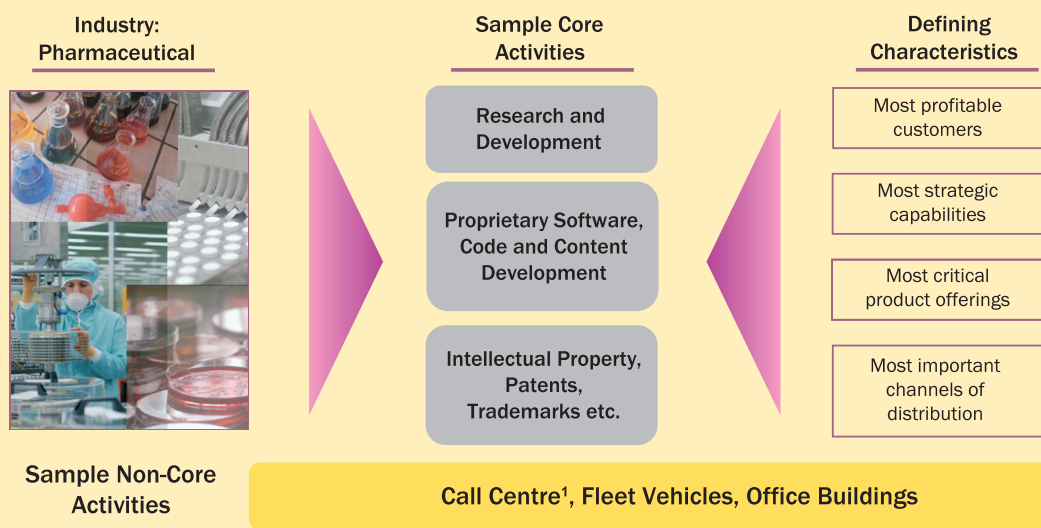 Industry:
Pharmaceutical
Sample Core
Activities
Defining
Characteristics
Research and
Development
Proprietary Software,
Code and Content
Development
Intellectual Property,
Patents,
Trademarks etc.
Most profitable
customers
Most strategic
capabilities
Most critical
product offerings
Most important
channels of
distribution
Sample Non-Core
Activities
Call Centre¹, Fleet Vehicles, Office Buildings